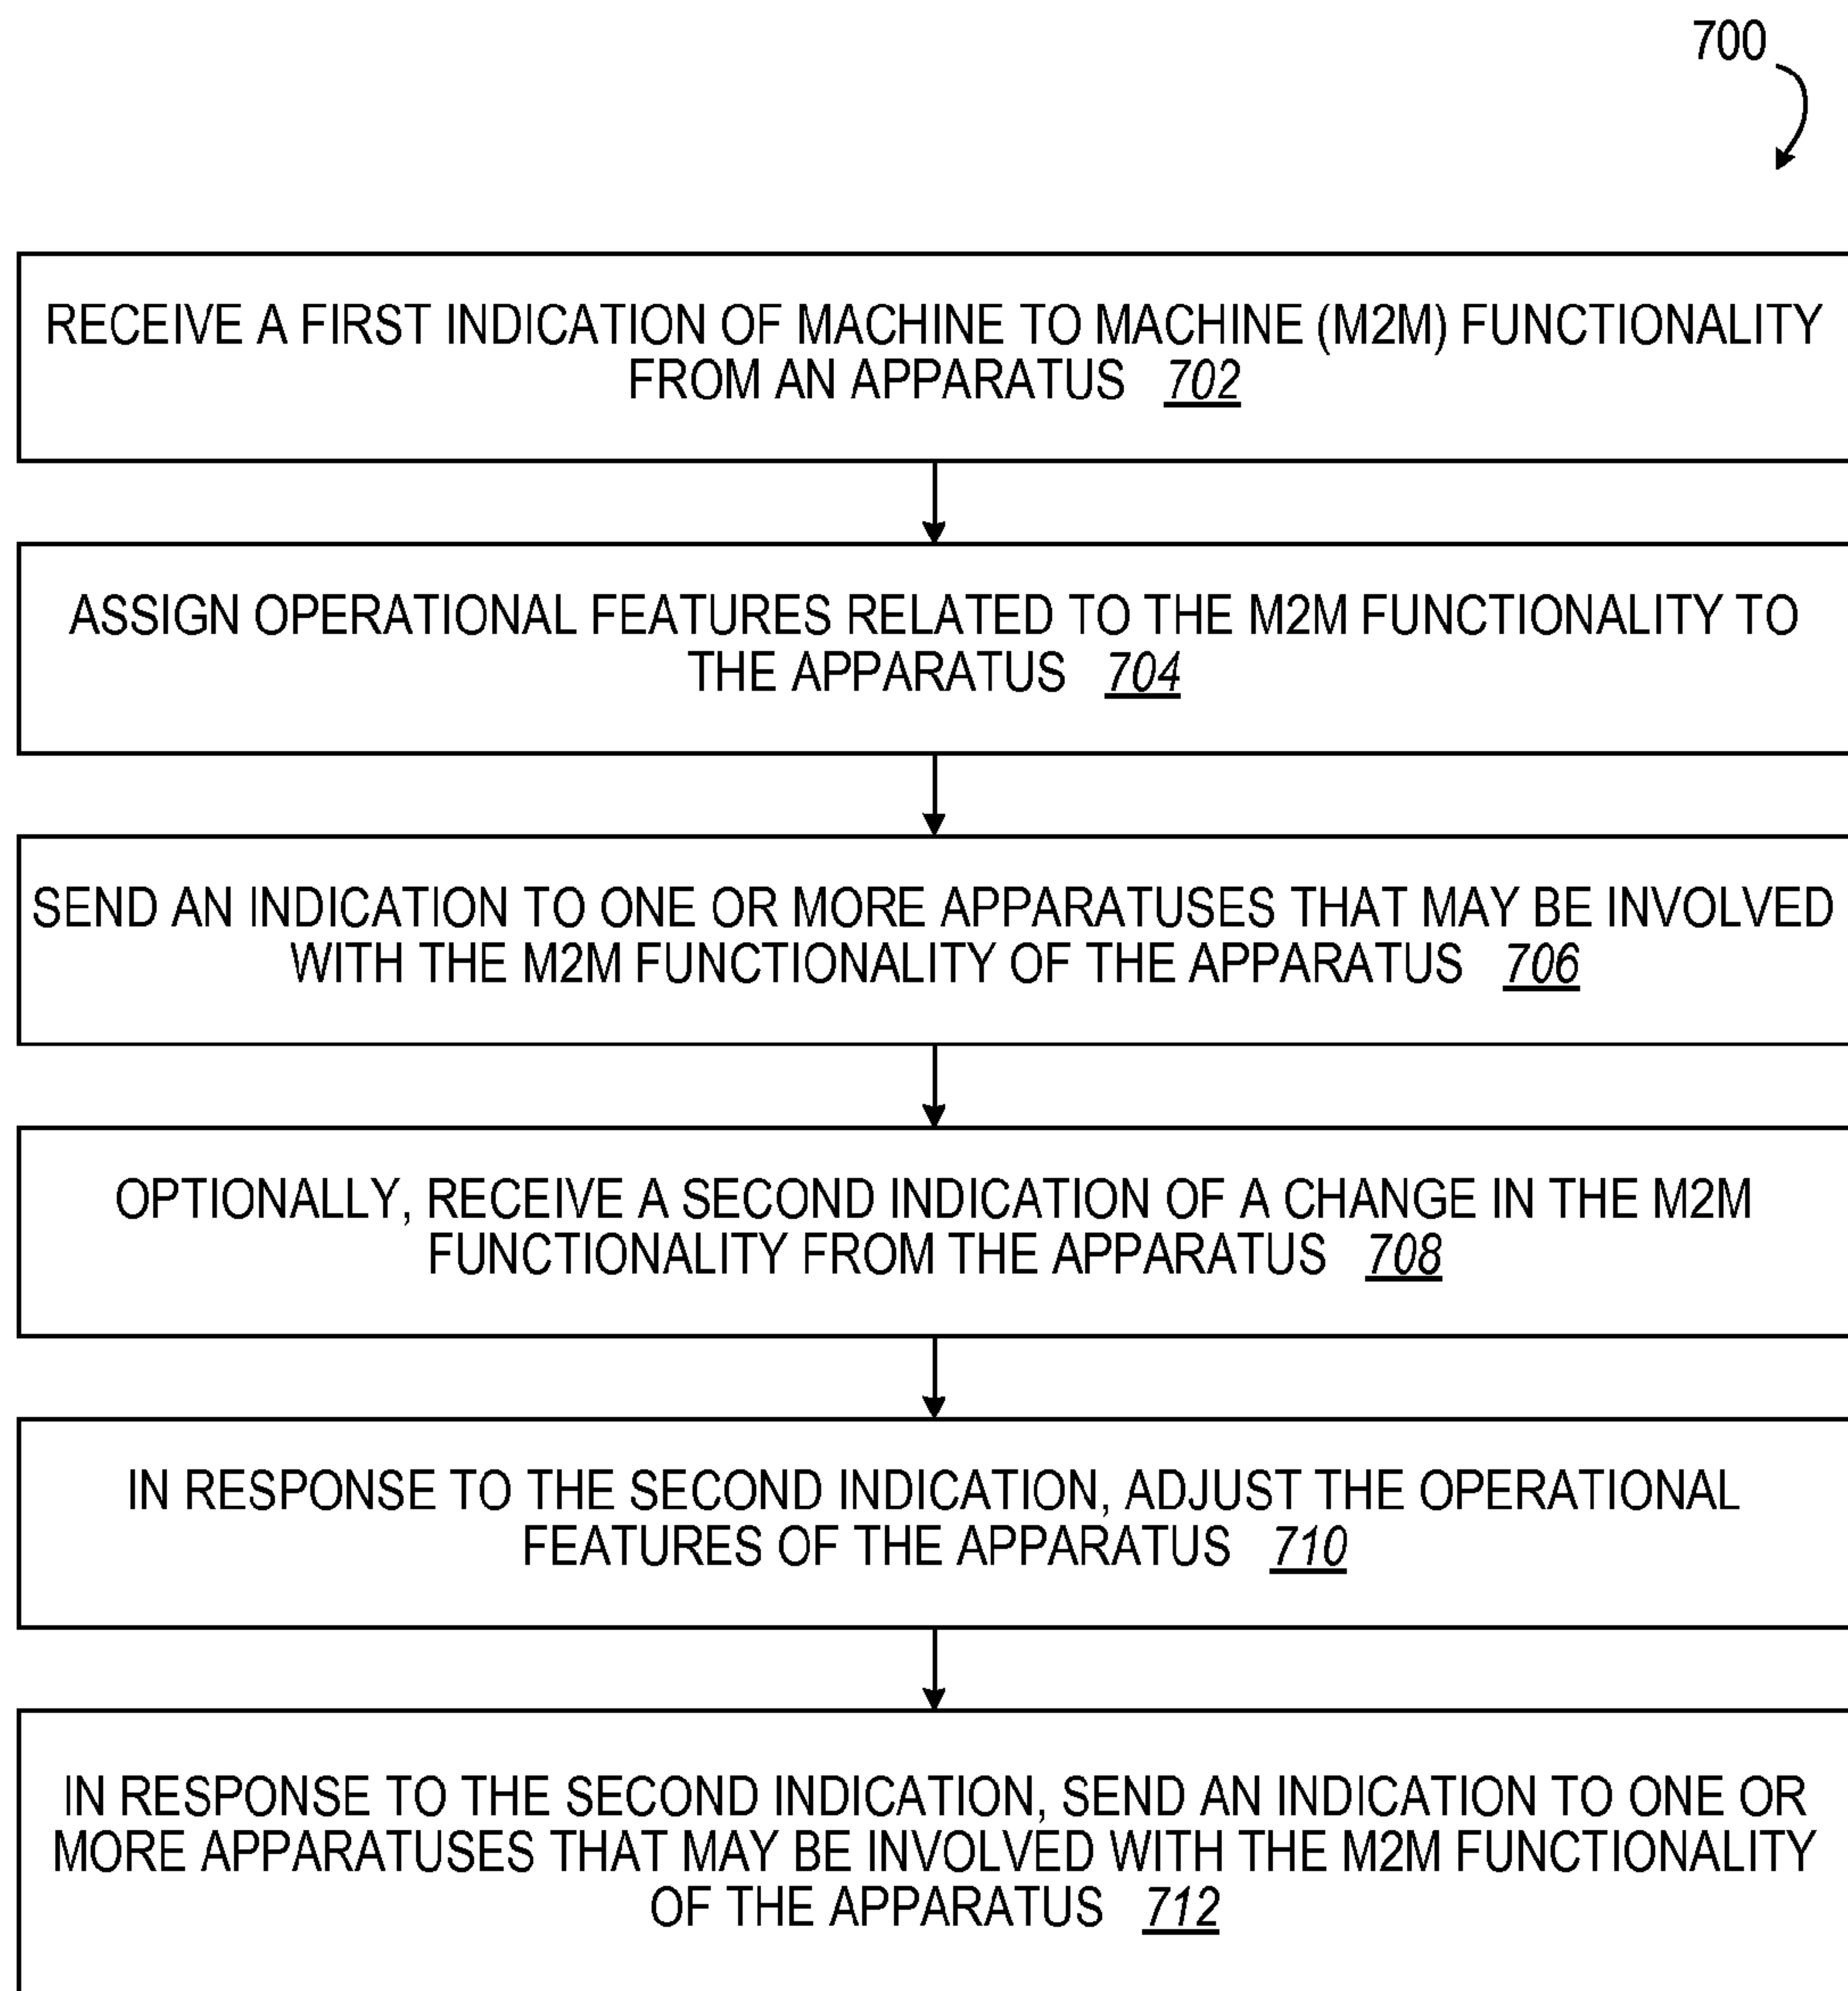 700
RECEIVE A FIRST INDICATION OF MACHINE TO MACHINE (M2M) FUNCTIONALITY
FROM AN APPARATUS 702
ASSIGN OPERATIONAL FEATURES RELATED TO THE M2M FUNCTIONALITY TO
THE APPARATUS 704
SEND AN INDICATION TO ONE OR MORE APPARATUSES THAT MAY BE INVOLVED
WITH THE M2M FUNCTIONALITY OF THE APPARATUS 706
OPTIONALLY, RECEIVE A SECOND INDICATION OF A CHANGE IN THE M2M
FUNCTIONALITY FROM THE APPARATUS 708
IN RESPONSE TO THE SECOND INDICATION, ADJUST THE OPERATIONAL
FEATURES OF THE APPARATUS 710
IN RESPONSE TO THE SECOND INDICATION, SEND AN INDICATION TO ONE OR
MORE APPARATUSES THAT MAY BE INVOLVED WITH THE M2M FUNCTIONALITY
OF THE APPARATUS 712